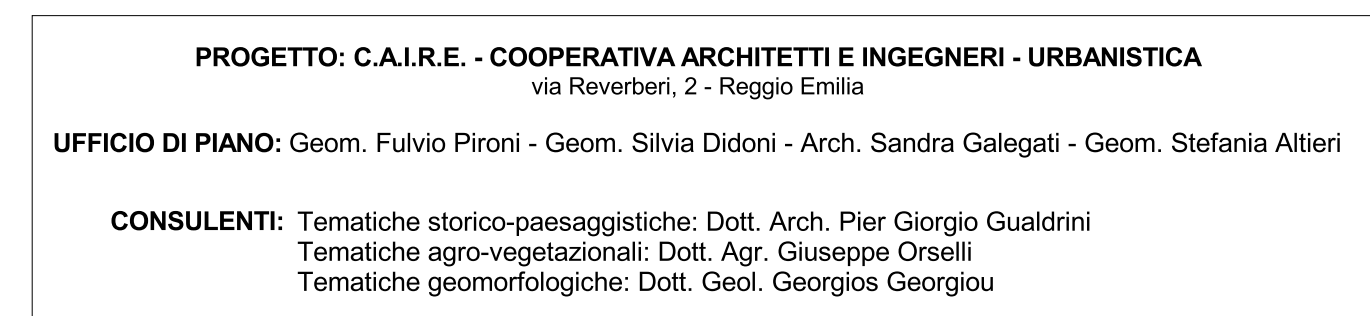 PROGETTO: C.A.I.R.E. - COOPERATIVA ARCHITETTI E INGEGNERI - URBANISTICA
via Reverberi, 2 - Reggio Emilia
UFFICIO DI PIANO: Geom. Fulvio Pironi - Geom. Silvia Didoni - Arch. Sandra Galegati - Geom. Stefania Altieri
CONSULENTI: Tematiche storico-paesaggistiche: Dott. Arch. Pier Giorgio Gualdrini
Tematiche agro-vegetazionali: Dott. Agr. Giuseppe Orselli
Tematiche geomorfologiche: Dott. Geol. Georgios Georgiou